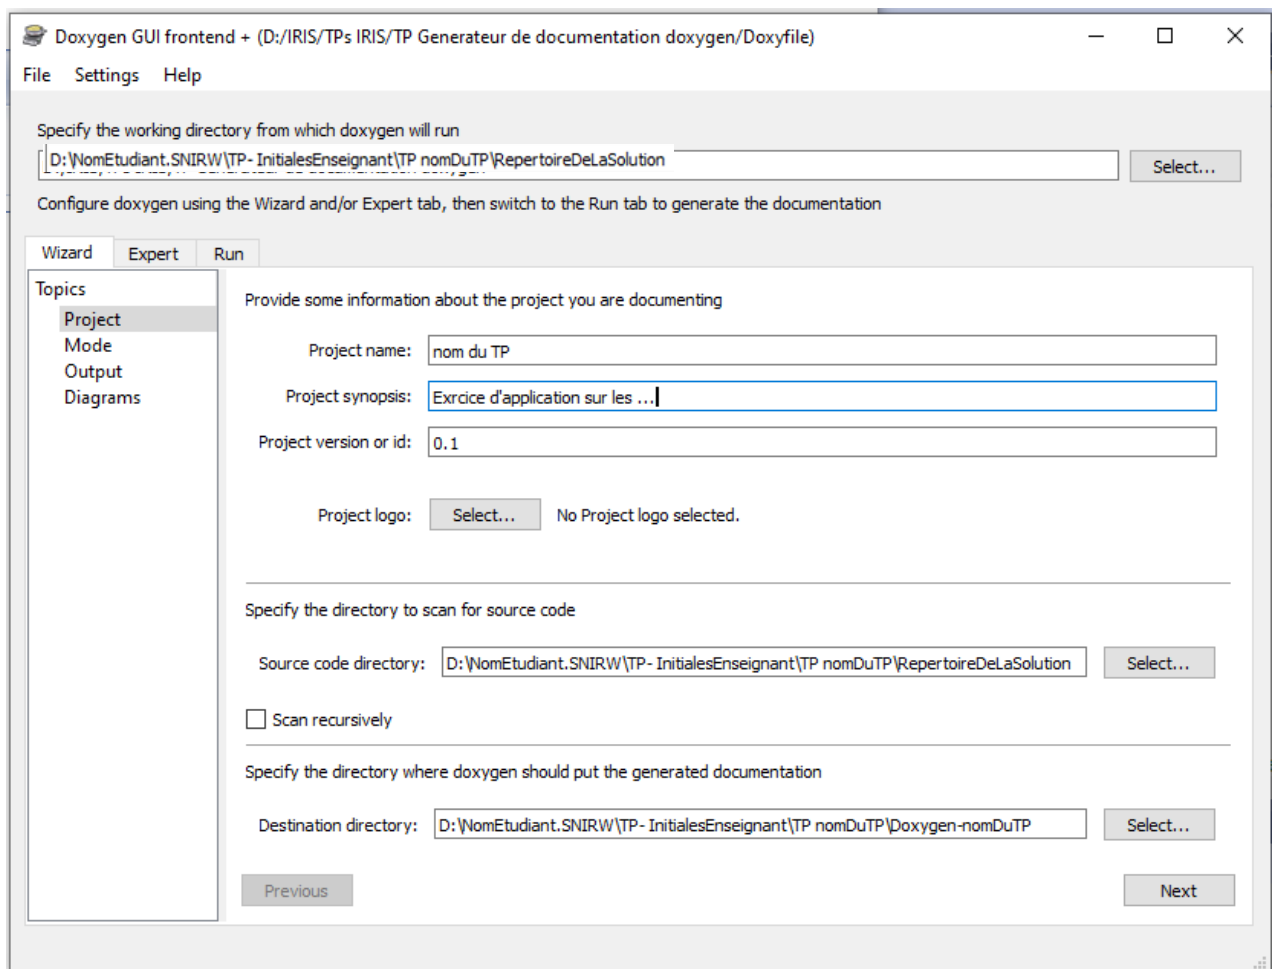 Doxygen GUI frontend + (D:/IRIS/TPs IRIS/TP Generateur de documentation doxygen/Doxyfile)
File Settings Help
Specify the working directory from which doxygen will run
D:\NomEtudiant.SNIRW\TP- InitialesEnseignant\TP nomDuTP\RepertoireDeLaSolution
Select...
Configure doxygen using the Wizard and/or Expert tab, then switch to the Run tab to generate the documentation
Wizard Expert Run
Topics
Project
Mode
Output
Diagrams
Provide some information about the project you are documenting
Project name: nom du TP
Project synopsis: Exrcice d'application sur les ...
Project version or id: 0.1
Project logo: Select... No Project logo selected.
Specify the directory to scan for source code
Source code directory: D:\NomEtudiant.SNIRW\TP- InitialesEnseignant\TP nomDuTP\RepertoireDeLaSolution Select...
Scan recursively
Specify the directory where doxygen should put the generated documentation
Destination directory: D:\NomEtudiant.SNIRW\TP- InitialesEnseignant\TP nomDuTP\Doxygen-nomDuTP Select...
Previous Next